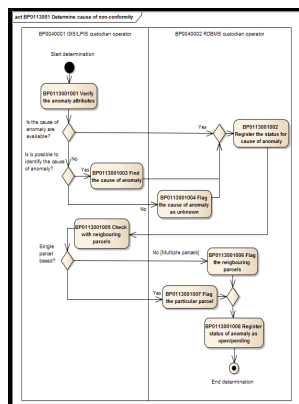 act BP0113001 Determine cause of non-conformity
BP0040001 GIS/LPIS custodian operator
BP0040002 RDBMS custodian operator
Start determination
BP0113001001 Verify
the anomaly attributes
Is the cause
of anomaly are
available?
Yes
BP0113001002
Register the status for
cause of anomaly
No
Is is possible to
identify the cause
of anomaly?
Yes
BP0113001003 Find
the cause of anomaly
BP0113001004 Flag
the cause of anomaly
as unknown
No
BP0113001005 Check
with neigbouring
parcels
Single
parcel
based?
No [Multiple parcels]
BP0113001006 Flag
the neigbouring
parcels
Yes
BP0113001007 Flag
the particular parcel
BP0113001008 Register
status of anomaly as
open/pending
End determination